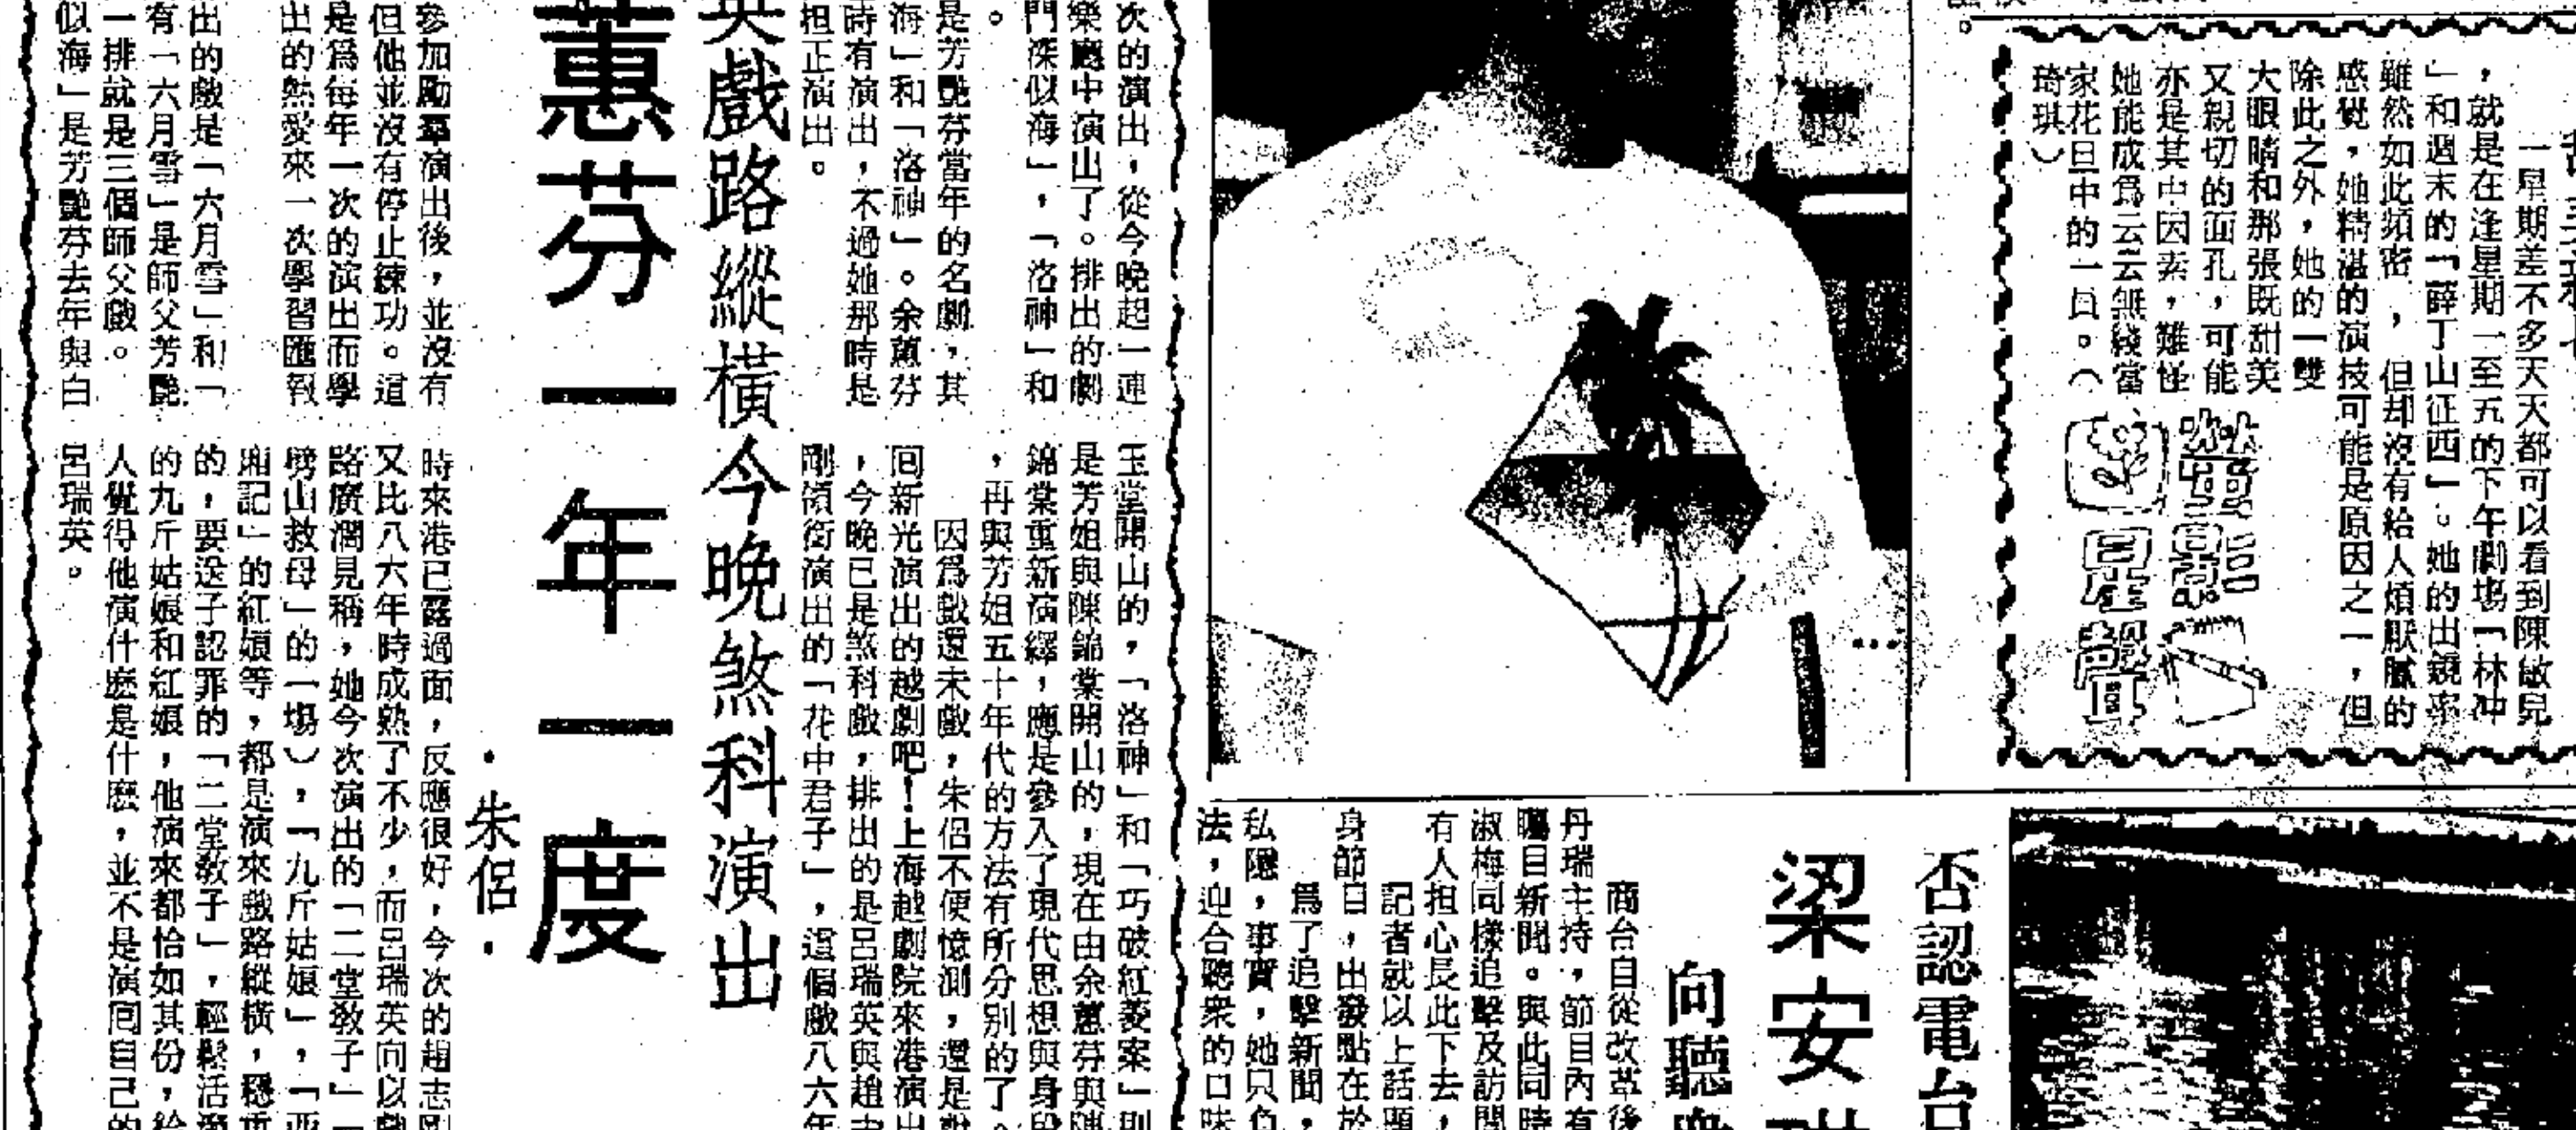 一星期差不多天天都可以看到陳敏兒
，就是在逢星期一至五的下午劇場「林冲
」和週末的「薛丁山征西」。她的出鏡率
雖然如此頻密，但却沒有給人煩厭膩的
感覺，她精湛的演技可能是原因之一，但
除此之外，她的一雙
大眼睛和那張既甜美
又親切的面孔，可能
亦是其中因素，難怪
她能成爲云云無綫當
家花旦中的一員。（
琦琪）
螢幕
星聲
否認電台
梁安琪
向聽衆
商台自從改革後
丹瑞主持，節目內有
矚目新聞。與此同時
淑梅同樣追擊及訪問
有人担心長此下去，
記者就以上話題
身節目，出發點在於
爲了追擊新聞，
私隱，事實，她只負
法，迎合聽衆的口味
次的演出，從今晚起一連
樂廳中演出了。排出的劇
門深似海」，「洛神」和
。
是芳艷芬當年的名劇，其
海」和「洛神」。余蕙芬
時有演出，不過她那時是
担正演出。
玉堂開山的，「洛神」和「巧破紅菱案」則
是芳姐與陳錦棠開山的，現在由余蕙芬與陳
錦棠重新演繹，應是參入了現代思想與身段
，再與芳姐五十年代的方法有所分別的了。
因爲戲還未戲，朱侶不便憶測，還是說
囘新光演出的越劇吧！上海越劇院來港演出
，今晚已是煞科戲，排出的是呂瑞英與趙志
剛領銜演出的「花中君子」，這個戲八六年
英戲路縱橫今晚煞科演出
蕙芬一年一度
·朱侶·
參加勵羣演出後，並沒有
但他並沒有停止練功。這
是爲每年一次的演出而學
出的熱愛來一次學習匯報
出的戲是「六月雪」和「
有「六月雪」是師父芳艷
一排就是三個師父戲。
似海」是芳艷芬去年與白
時來港已露過面，反應很好，今次的趙志剛
又比八六年時成熟了不少，而呂瑞英向以戲
路廣濶見稱，她今次演出的「二堂敎子」一
劈山救母」的一場），「九斤姑娘」，「西
廂記」的紅娘等，都是演來戲路縱橫，穩重
的，要送子認罪的「二堂敎子」，輕鬆活潑
的九斤姑娘和紅娘，他演來都恰如其份，給
人覺得他演什麽是什麽，並不是演囘自己的
呂瑞英。